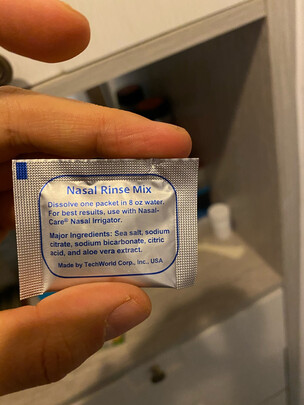 Nasal Rinse Mix
Dissolve one packet in 8 oz water.
For best results, use with Nasal-
Care® Nasal Irrigator.
Major Ingredients: Sea salt, sodium
citrate, sodium bicarbonate, citric
acid, and aloe vera extract.
Made by TechWorld Corp., Inc., USA